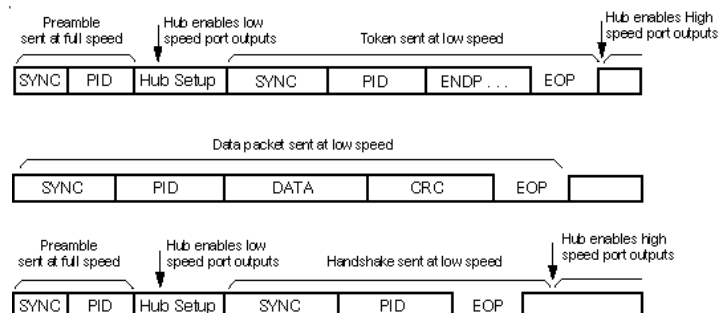 Preamble
sent at full speed
Hub enables low
speed port outputs
Token sent at low speed
Hub enables High
speed port outputs
SYNC PID Hub Setup SYNC PID ENDP . . . EOP
Data packet sent at low speed
SYNC PID DATA CRC EOP
Preamble
sent at full speed
Hub enables low
speed port outputs
Handshake sent at low speed
Hub enables high
speed port outputs
SYNC PID Hub Setup SYNC PID EOP